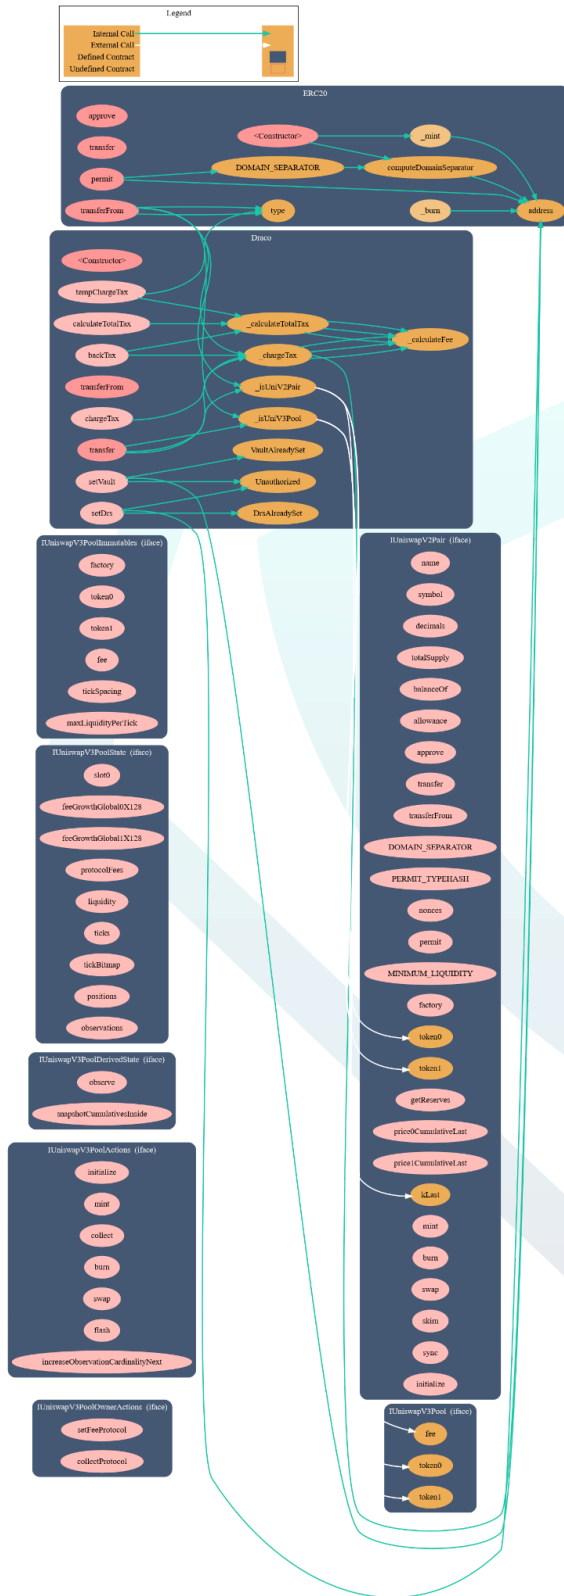 Legend
Internal Call
External Call
Defined Contract
Undefined Contract
ERC20
approve
transfer
permit
transferFrom
<Constructor>
DOMAIN_SEPARATOR
type
_mint
computeDomainSeparator
_burn
address
Draco
<Constructor>
tempChargeTax
calculateTotalTax
backTax
transferFrom
chargeTax
transfer
setVault
setDrs
_calculateTotalTax
_chargeTax
_isUniV2Pair
_isUniV3Pool
VaultAlreadySet
Unauthorized
DrsAlreadySet
_calculateFee
IUniswapV3PoolImmutables (iface)
factory
token0
token1
fee
tickSpacing
maxLiquidityPerTick
IUniswapV3PoolState (iface)
slot0
feeGrowthGlobal0X128
feeGrowthGlobal1X128
protocolFees
liquidity
ticks
tickBitmap
positions
observations
IUniswapV3PoolDerivedState (iface)
observe
snapshotCumulativesInside
IUniswapV3PoolActions (iface)
initialize
mint
collect
burn
swap
flash
increaseObservationCardinalityNext
IUniswapV3PoolOwnerActions (iface)
setFeeProtocol
collectProtocol
IUniswapV2Pair (iface)
name
symbol
decimals
totalSupply
balanceOf
allowance
approve
transfer
transferFrom
DOMAIN_SEPARATOR
PERMIT_TYPEHASH
nonces
permit
MINIMUM_LIQUIDITY
factory
token0
token1
getReserves
price0CumulativeLast
price1CumulativeLast
kLast
mint
burn
swap
skim
sync
initialize
IUniswapV3Pool (iface)
fee
token0
token1